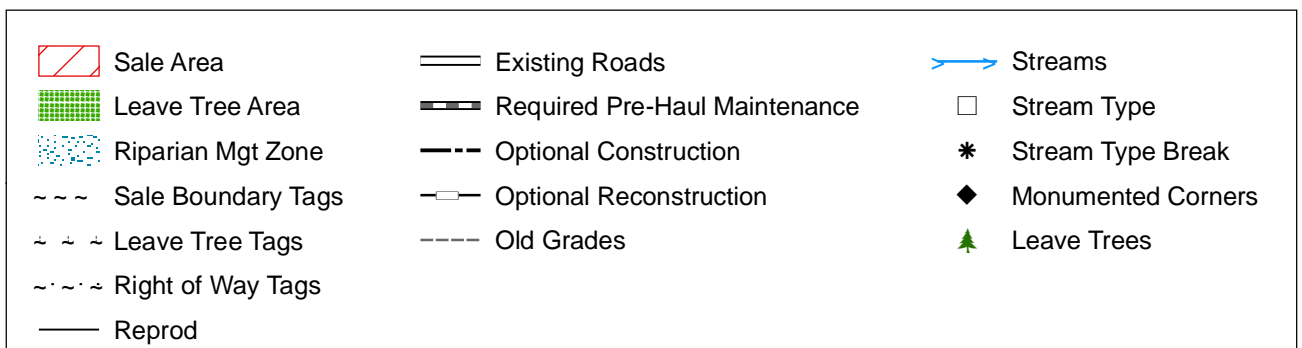 Sale Area
Leave Tree Area
Riparian Mgt Zone
Sale Boundary Tags
Leave Tree Tags
Right of Way Tags
Reprod
Existing Roads
Required Pre-Haul Maintenance
Optional Construction
Optional Reconstruction
Old Grades
Streams
Stream Type
Stream Type Break
Monumented Corners
Leave Trees